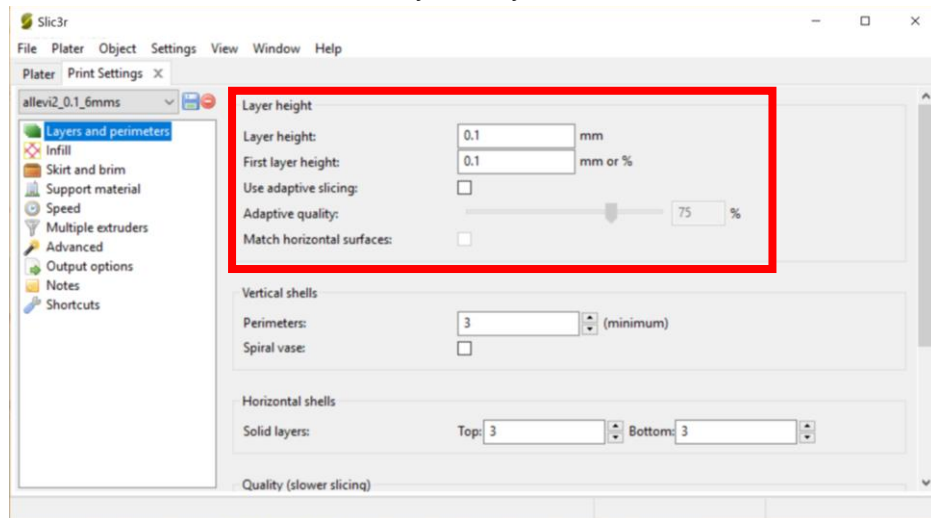 Slic3r
File Plater Object Settings View Window Help
Plater Print Settings
allevi2_0.1_6mms
Layers and perimeters
Infill
Skirt and brim
Support material
Speed
Multiple extruders
Advanced
Output options
Notes
Shortcuts
Layer height
Layer height: 0.1 mm
First layer height: 0.1 mm or %
Use adaptive slicing:
Adaptive quality: 75 %
Match horizontal surfaces:
Vertical shells
Perimeters: 3 (minimum)
Spiral vase:
Horizontal shells
Solid layers: Top: 3 Bottom: 3
Quality (slower slicing)